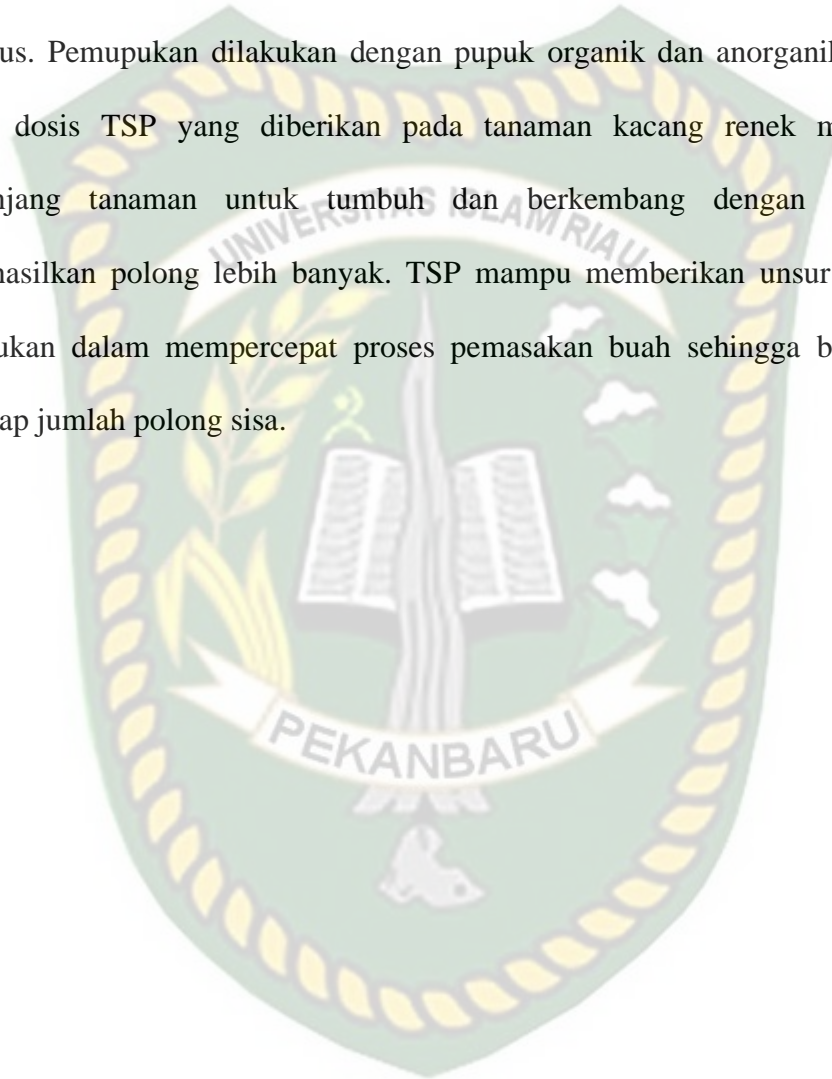 us. Pemupukan dilakukan dengan pupuk organik dan anorganik
dosis TSP yang diberikan pada tanaman kacang renek m
njang tanaman untuk tumbuh dan berkembang dengan
hasilkan polong lebih banyak. TSP mampu memberikan unsur
ukan dalam mempercepat proses pemasakan buah sehingga b
ap jumlah polong sisa.
UNIVERSITAS ISLAM RIAU
PEKANBARU